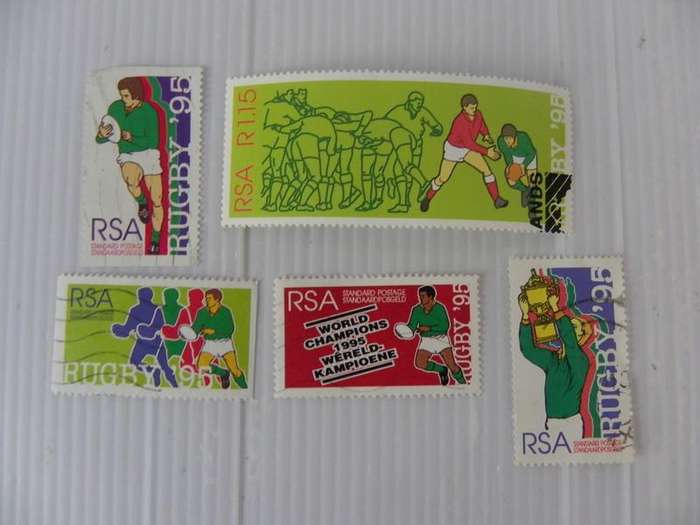 RSA
STANDARD POSTAGE
STANDAARDPOSGELD
RUGBY '95
RSA R1.15
RUGBY '95
ANDS
RSA
RUGBY '95
RSA
STANDARD POSTAGE
STANDAARDPOSGELD
WORLD
CHAMPIONS
1995
WÊRELD-
KAMPIOENE
RUGBY '95
RSA
STANDARD POSTAGE
STANDAARDPOSGELD
RUGBY '95